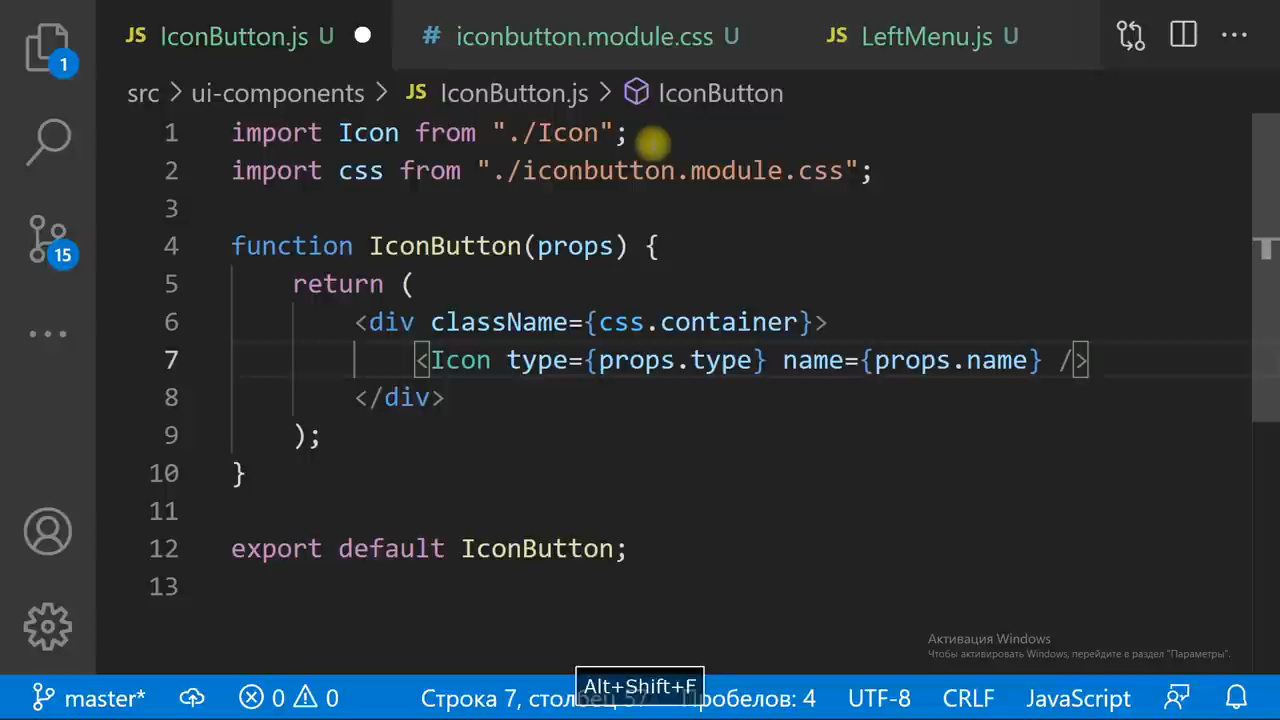 JS IconButton.js U
# iconbutton.module.css U
JS LeftMenu.js U
1
src > ui-components > JS IconButton.js > IconButton
1 import Icon from "./Icon";
2 import css from "./iconbutton.module.css";
3
4 function IconButton(props) {
5 return (
6 <div className={css.container}>
7 <Icon type={props.type} name={props.name} />
8 </div>
9 );
10 }
11
12 export default IconButton;
13
15
Активация Windows
Чтобы активировать Windows, перейдите в раздел "Параметры".
Alt+Shift+F
master* 0 0 Строка 7, столбец 57 Пробелов: 4 UTF-8 CRLF JavaScript